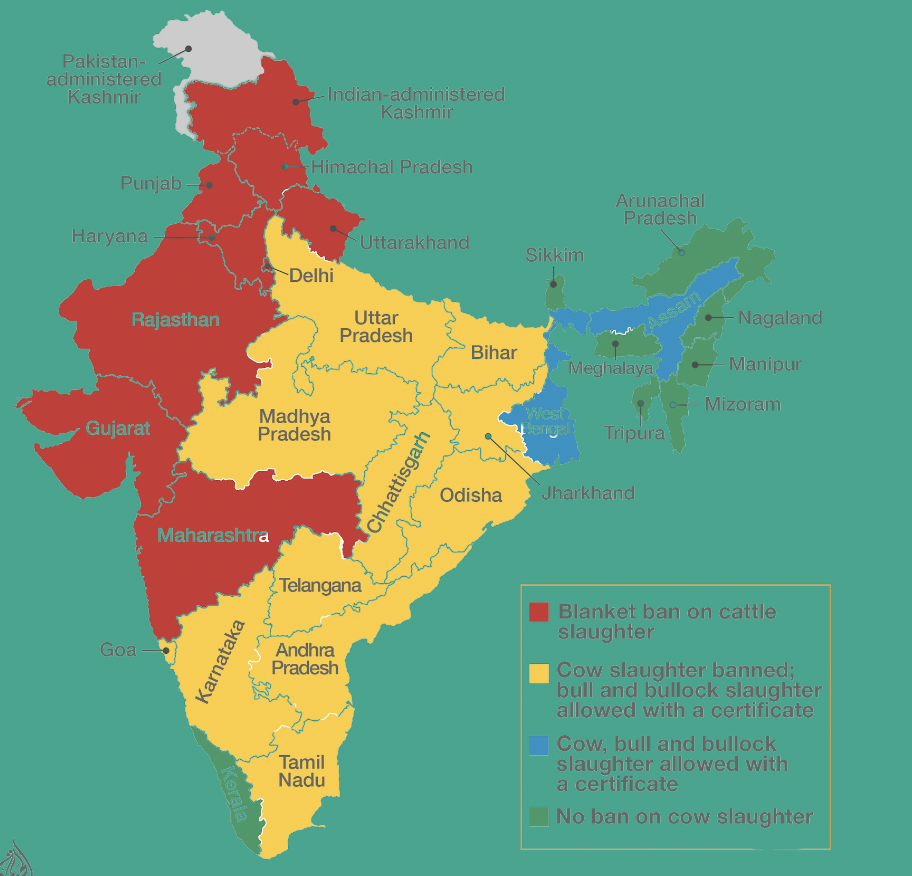 Pakistan-
administered
Kashmir
Indian-administered
Kashmir
Himachal Pradesh
Punjab
Haryana
Uttarakhand
Delhi
Rajasthan
Uttar
Pradesh
Bihar
Sikkim
Arunachal
Pradesh
Assam
Nagaland
Meghalaya
Manipur
Mizoram
Tripura
Gujarat
Madhya
Pradesh
West
Bengal
Chhattisgarh
Jharkhand
Odisha
Maharashtra
Telangana
Goa
Karnataka
Andhra
Pradesh
Kerala
Tamil
Nadu
Blanket ban on cattle
slaughter
Cow slaughter banned;
bull and bullock slaughter
allowed with a certificate
Cow, bull and bullock
slaughter allowed with
a certificate
No ban on cow slaughter